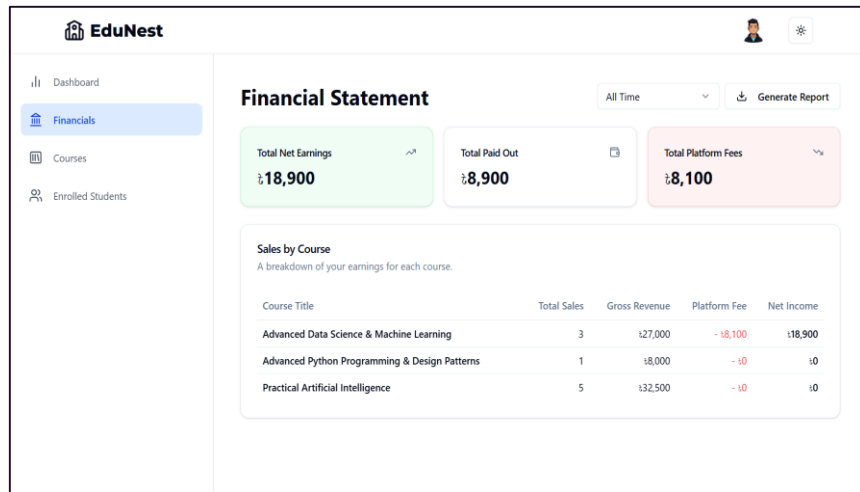 EduNest
Dashboard
Financials
Courses
Enrolled Students
Financial Statement
All Time
Generate Report
Total Net Earnings
৳18,900
Total Paid Out
৳8,900
Total Platform Fees
৳8,100
Sales by Course
A breakdown of your earnings for each course.
Course Title Total Sales Gross Revenue Platform Fee Net Income
Advanced Data Science & Machine Learning 3 ৳27,000 - ৳8,100 ৳18,900
Advanced Python Programming & Design Patterns 1 ৳8,000 - ৳0 ৳0
Practical Artificial Intelligence 5 ৳32,500 - ৳0 ৳0